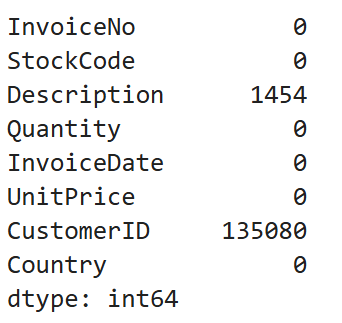 InvoiceNo 0
StockCode 0
Description 1454
Quantity 0
InvoiceDate 0
UnitPrice 0
CustomerID 135080
Country 0
dtype: int64